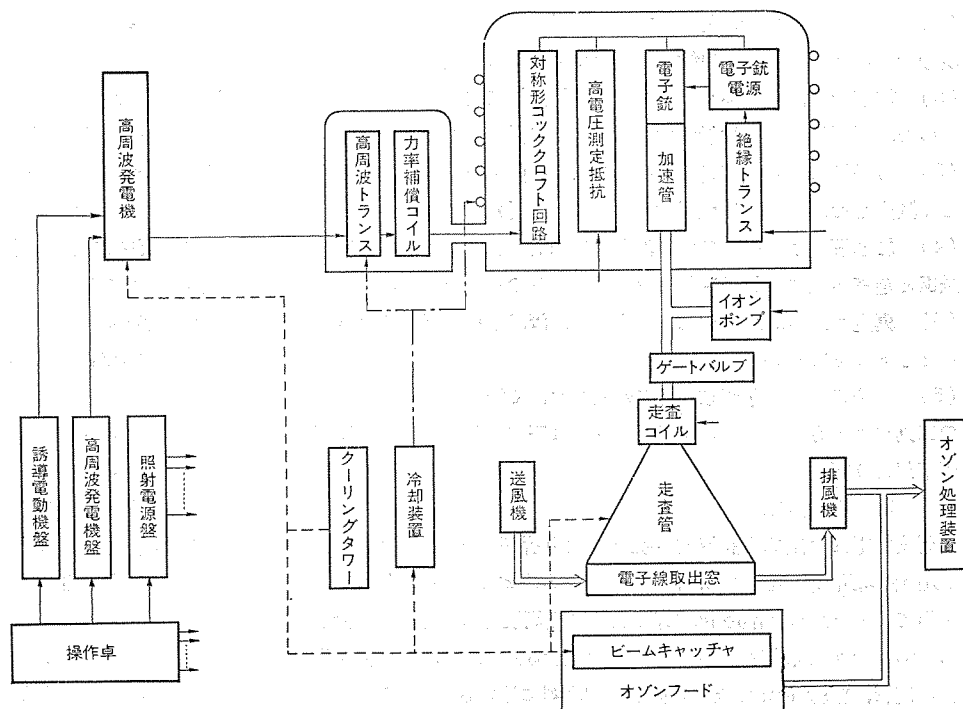 高周波発電機
高周波トランス
力率補償コイル
対称形コッククロフト回路
高電圧測定抵抗
電子銃
加速管
電子銃
電源
絶縁トランス
イオン
ポンプ
ゲートバルブ
走査
コイル
誘導電動機盤
高周波発電機盤
照射電源盤
クーリングタワー
冷却装置
送風機
走査管
排風機
オゾン処理装置
電子線取出窓
操作卓
ビームキャッチャ
オゾンフード